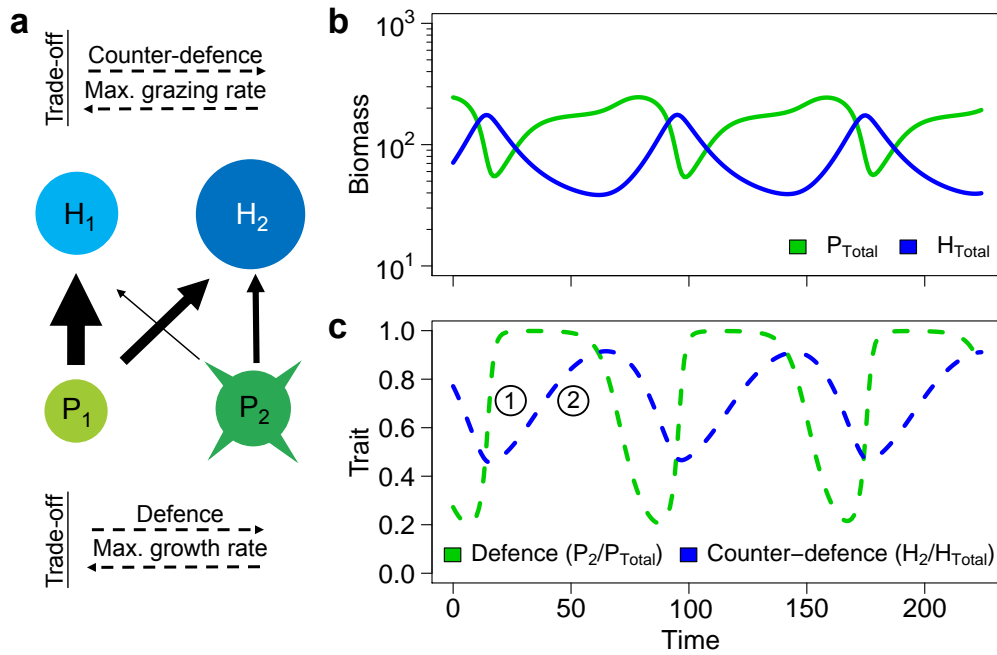 a
Trade-off
Counter-defence
Max. grazing rate
H1
H2
P1
P2
Trade-off
Defence
Max. growth rate
b
Biomass
10³
10²
10¹
PTotal
HTotal
c
Trait
1.0
0.8
0.6
0.4
0.2
0.0
1
2
Defence (P2/PTotal)
Counter−defence (H2/HTotal)
0
50
100
150
200
Time